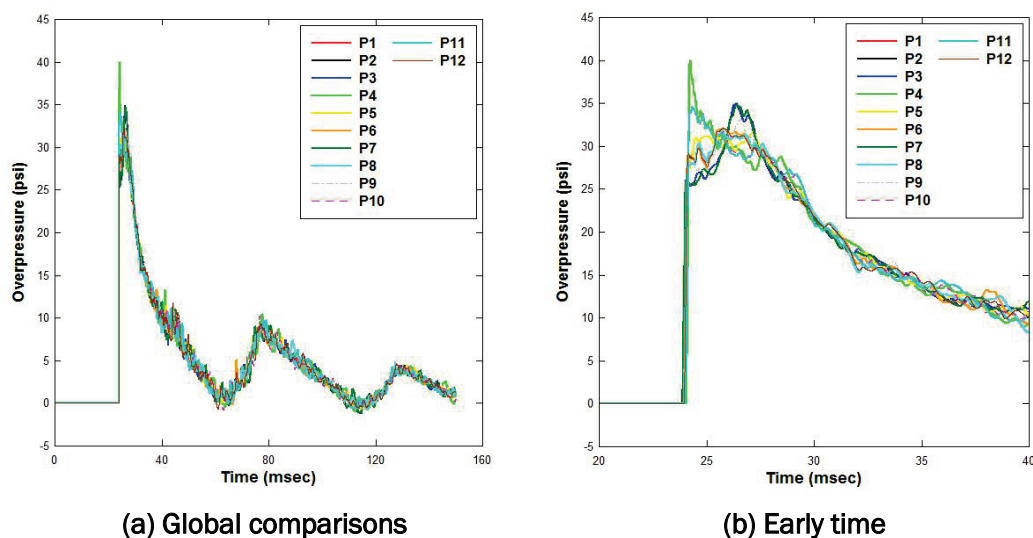 45
40
35
30
25
20
15
10
5
0
-5
Overpressure (psi)
0 40 80 120 160
Time (msec)
P1 P11
P2 P12
P3
P4
P5
P6
P7
P8
P9
P10
(a) Global comparisons
45
40
35
30
25
20
15
10
5
0
-5
Overpressure (psi)
20 25 30 35 40
Time (msec)
P1 P11
P2 P12
P3
P4
P5
P6
P7
P8
P9
P10
(b) Early time